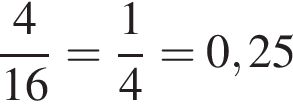 4/16 = 1/4 = 0,25